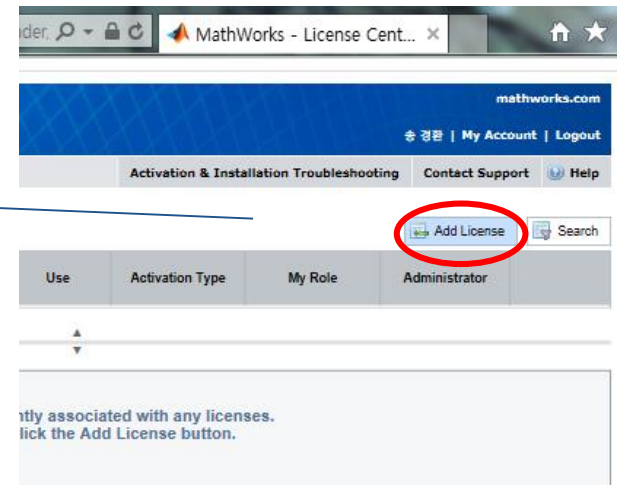 der,
MathWorks - License Cent...
mathworks.com
송 경환 | My Account | Logout
Activation & Installation Troubleshooting Contact Support Help
Add License Search
Use Activation Type My Role Administrator
ntly associated with any licenses.
lick the Add License button.